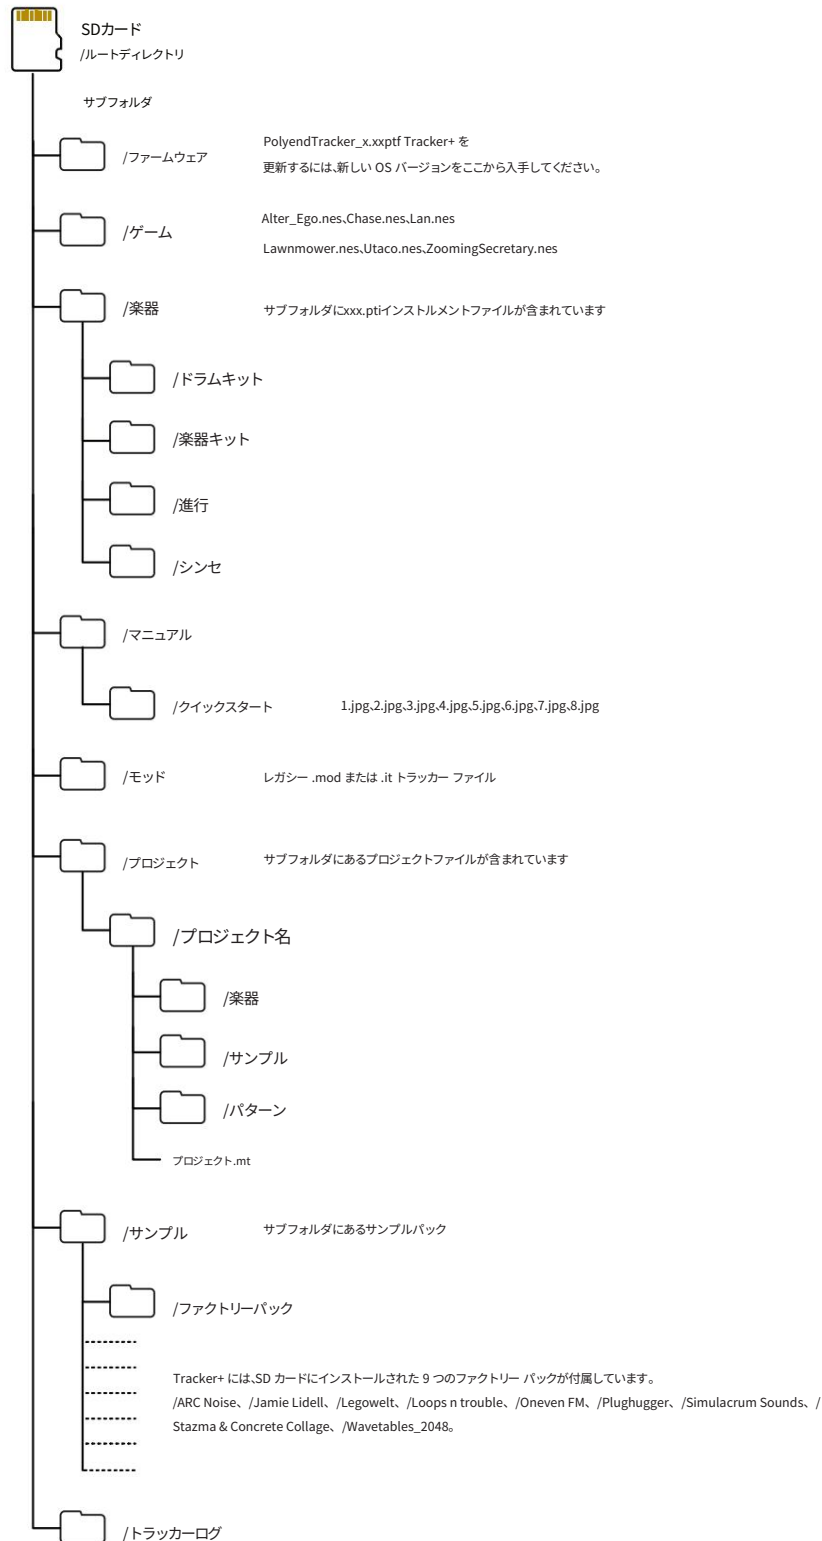 SDカード
/ルートディレクトリ
サブフォルダ
/ファームウェア
PolyendTracker_x.xxptf Tracker+ を
更新するには、新しい OS バージョンをここから入手してください。
/ゲーム
Alter_Ego.nes、Chase.nes、Lan.nes
Lawnmower.nes、Utaco.nes、ZoomingSecretary.nes
/楽器
サブフォルダにxxx.ptiインストルメントファイルが含まれています
/ドラムキット
/楽器キット
/進行
/シンセ
/マニュアル
/クイックスタート
1.jpg、2.jpg、3.jpg、4.jpg、5.jpg、6.jpg、7.jpg、8.jpg
/モッド
レガシー .mod または .it トラッカー ファイル
/プロジェクト
サブフォルダにあるプロジェクトファイルが含まれています
/プロジェクト名
/楽器
/サンプル
/パターン
プロジェクト.mt
/サンプル
サブフォルダにあるサンプルパック
/ファクトリーパック
Tracker+ には、SD カードにインストールされた 9 つのファクトリー パックが付属しています。
/ARC Noise、/Jamie Lidell、/Legowelt、/Loops n trouble、/Oneven FM、/Plughugger、/Simulacrum Sounds、/
Stazma & Concrete Collage、/Wavetables_2048。
/トラッカーログ